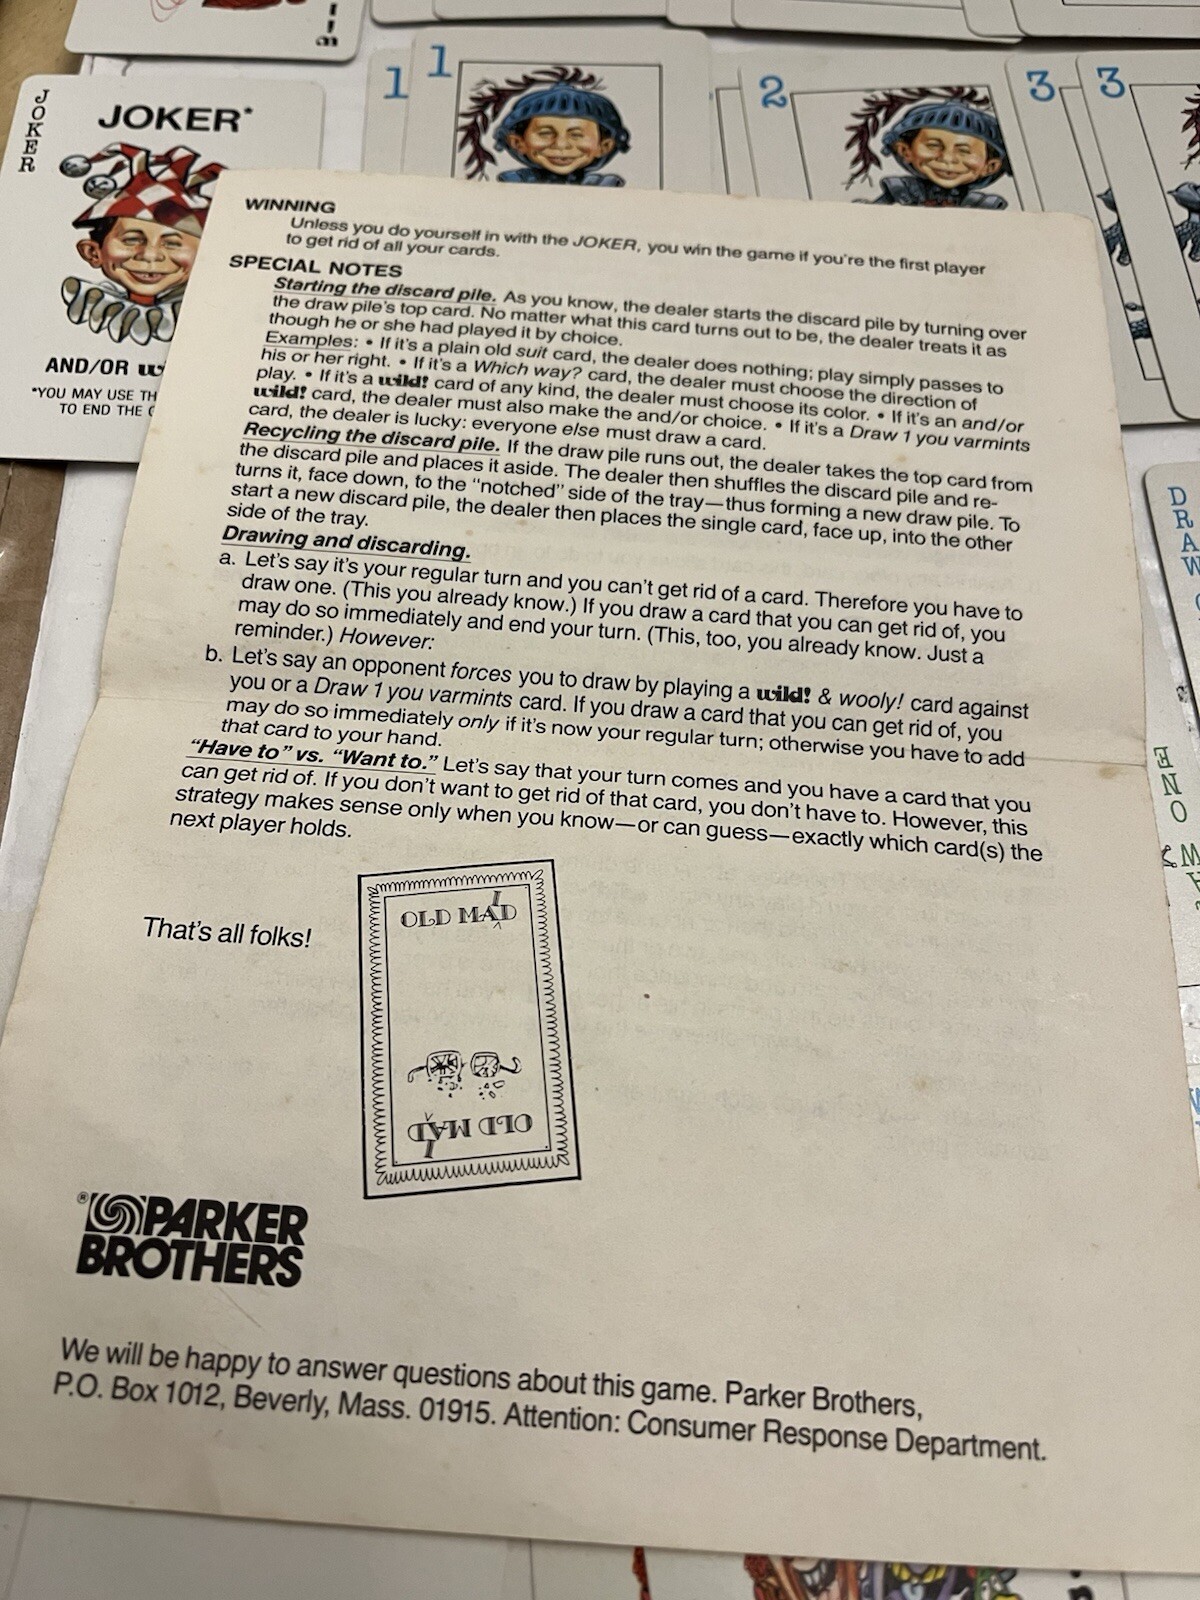 JOKER
JOKER*
AND/OR
*YOU MAY USE TH
TO END THE
1
1
2
3
3
WINNING
Unless you do yourself in with the JOKER, you win the game if you're the first player
to get rid of all your cards.
SPECIAL NOTES
Starting the discard pile. As you know, the dealer starts the discard pile by turning over
the draw pile's top card. No matter what this card turns out to be, the dealer treats it as
though he or she had played it by choice.
Examples: • If it's a plain old suit card, the dealer does nothing; play simply passes to
his or her right. • If it's a Which way? card, the dealer must choose the direction of
play. • If it's a wild! card of any kind, the dealer must choose its color. • If it's an and/or
wild! card, the dealer must also make the and/or choice. • If it's a Draw 1 you varmints
card, the dealer is lucky: everyone else must draw a card.
Recycling the discard pile. If the draw pile runs out, the dealer takes the top card from
the discard pile and places it aside. The dealer then shuffles the discard pile and re-
turns it, face down, to the "notched" side of the tray—thus forming a new draw pile. To
start a new discard pile, the dealer then places the single card, face up, into the other
side of the tray.
Drawing and discarding.
a. Let's say it's your regular turn and you can't get rid of a card. Therefore you have to
draw one. (This you already know.) If you draw a card that you can get rid of, you
may do so immediately and end your turn. (This, too, you already know. Just a
reminder.) However:
b. Let's say an opponent forces you to draw by playing a wild! & wooly! card against
you or a Draw 1 you varmints card. If you draw a card that you can get rid of, you
may do so immediately only if it's now your regular turn; otherwise you have to add
that card to your hand.
"Have to" vs. "Want to." Let's say that your turn comes and you have a card that you
can get rid of. If you don't want to get rid of that card, you don't have to. However, this
strategy makes sense only when you know—or can guess—exactly which card(s) the
next player holds.
That's all folks!
OLD MAID
OLD MAID
® PARKER
BROTHERS
We will be happy to answer questions about this game. Parker Brothers,
P.O. Box 1012, Beverly, Mass. 01915. Attention: Consumer Response Department.
DRAW
ONE